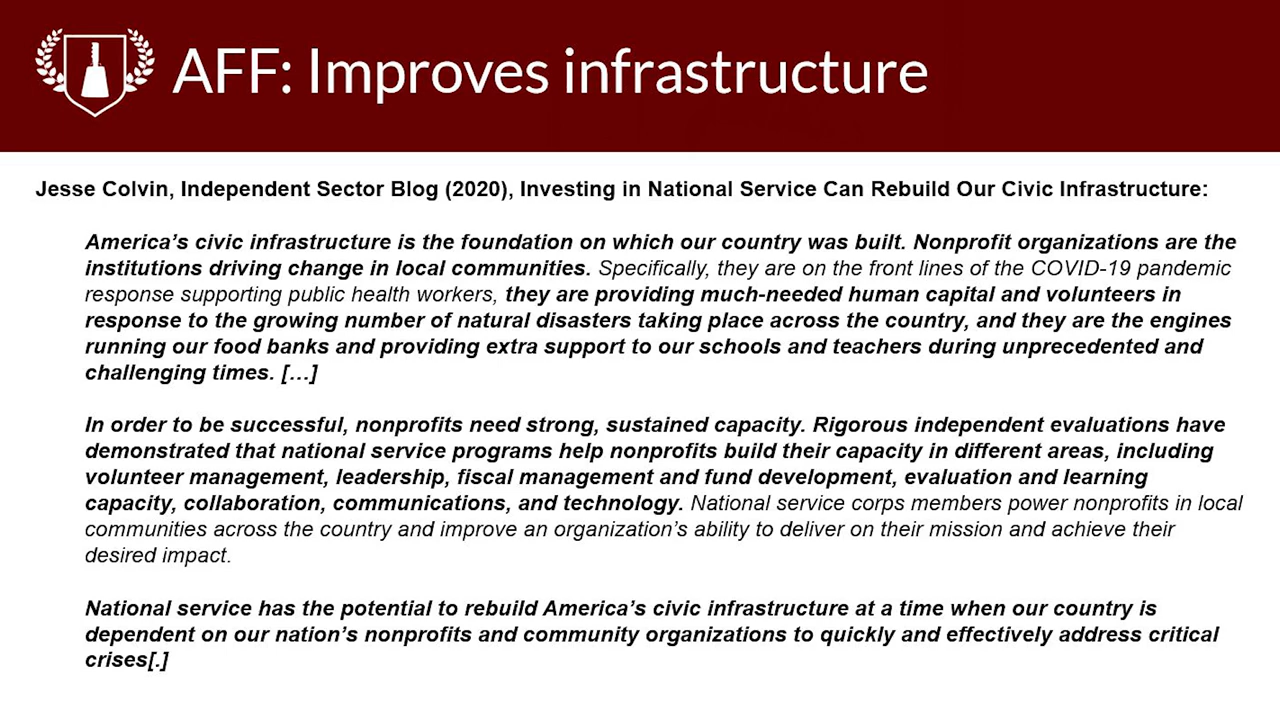 AFF: Improves infrastructure
Jesse Colvin, Independent Sector Blog (2020), Investing in National Service Can Rebuild Our Civic Infrastructure:
America’s civic infrastructure is the foundation on which our country was built. Nonprofit organizations are the
institutions driving change in local communities. Specifically, they are on the front lines of the COVID-19 pandemic
response supporting public health workers, they are providing much-needed human capital and volunteers in
response to the growing number of natural disasters taking place across the country, and they are the engines
running our food banks and providing extra support to our schools and teachers during unprecedented and
challenging times. […]
In order to be successful, nonprofits need strong, sustained capacity. Rigorous independent evaluations have
demonstrated that national service programs help nonprofits build their capacity in different areas, including
volunteer management, leadership, fiscal management and fund development, evaluation and learning
capacity, collaboration, communications, and technology. National service corps members power nonprofits in local
communities across the country and improve an organization’s ability to deliver on their mission and achieve their
desired impact.
National service has the potential to rebuild America’s civic infrastructure at a time when our country is
dependent on our nation’s nonprofits and community organizations to quickly and effectively address critical
crises[.]